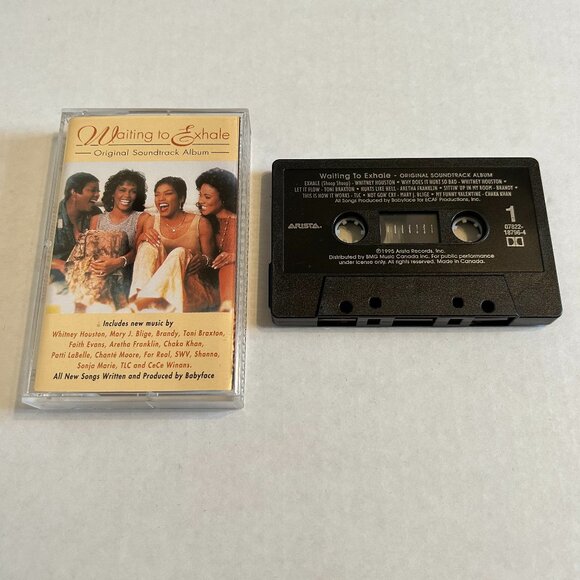 Waiting to Exhale
Original Soundtrack Album
Includes new music by
Whitney Houston, Mary J. Blige, Brandy, Toni Braxton,
Faith Evans, Aretha Franklin, Chaka Khan,
Patti LaBelle, Chanté Moore, For Real, SWV, Shanna,
Sonja Marie, TLC and CeCe Winans.
All New Songs Written and Produced by Babyface
Waiting To Exhale - ORIGINAL SOUNDTRACK ALBUM
EXHALE (Shoop Shoop) - WHITNEY HOUSTON • WHY DOES IT HURT SO BAD - WHITNEY HOUSTON •
LET IT FLOW - TONI BRAXTON • HURTS LIKE HELL - ARETHA FRANKLIN • SITTIN' UP IN MY ROOM - BRANDY •
THIS IS HOW IT WORKS - TLC • NOT GON' CRY - MARY J. BLIGE • MY FUNNY VALENTINE - CHAKA KHAN
All Songs Produced by Babyface for ECAF Productions, Inc.
ARISTA
1
07822-
18796-4
℗1995 Arista Records, Inc.
Distributed by BMG Music Canada Inc. For public performance
under license only. All rights reserved. Made in Canada.